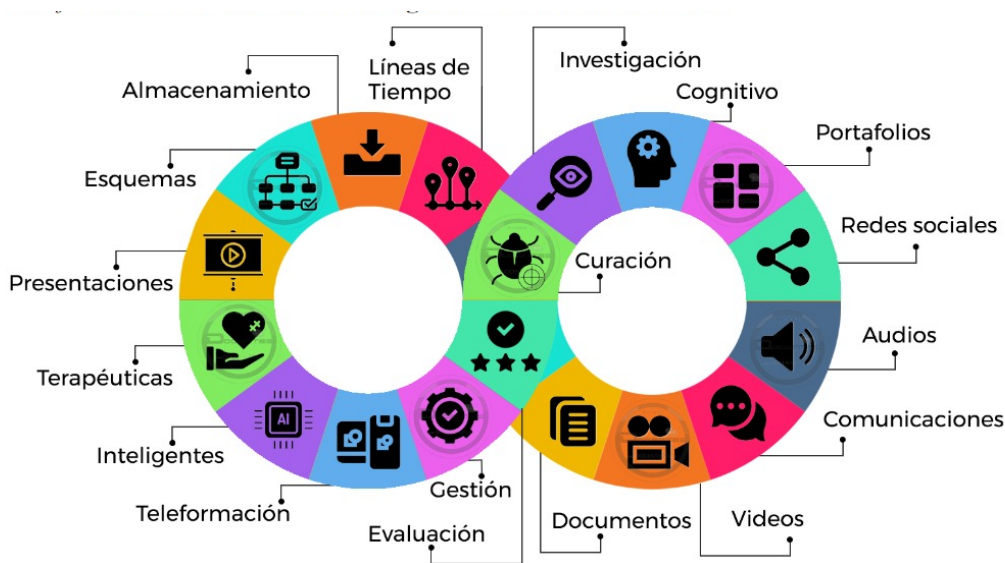 Líneas de
Tiempo
Investigación
Almacenamiento
Cognitivo
Portafolios
Esquemas
Redes sociales
Presentaciones
Curación
Terapéuticas
Audios
AI
Inteligentes
Comunicaciones
Teleformación
Gestión
Evaluación
Documentos
Videos